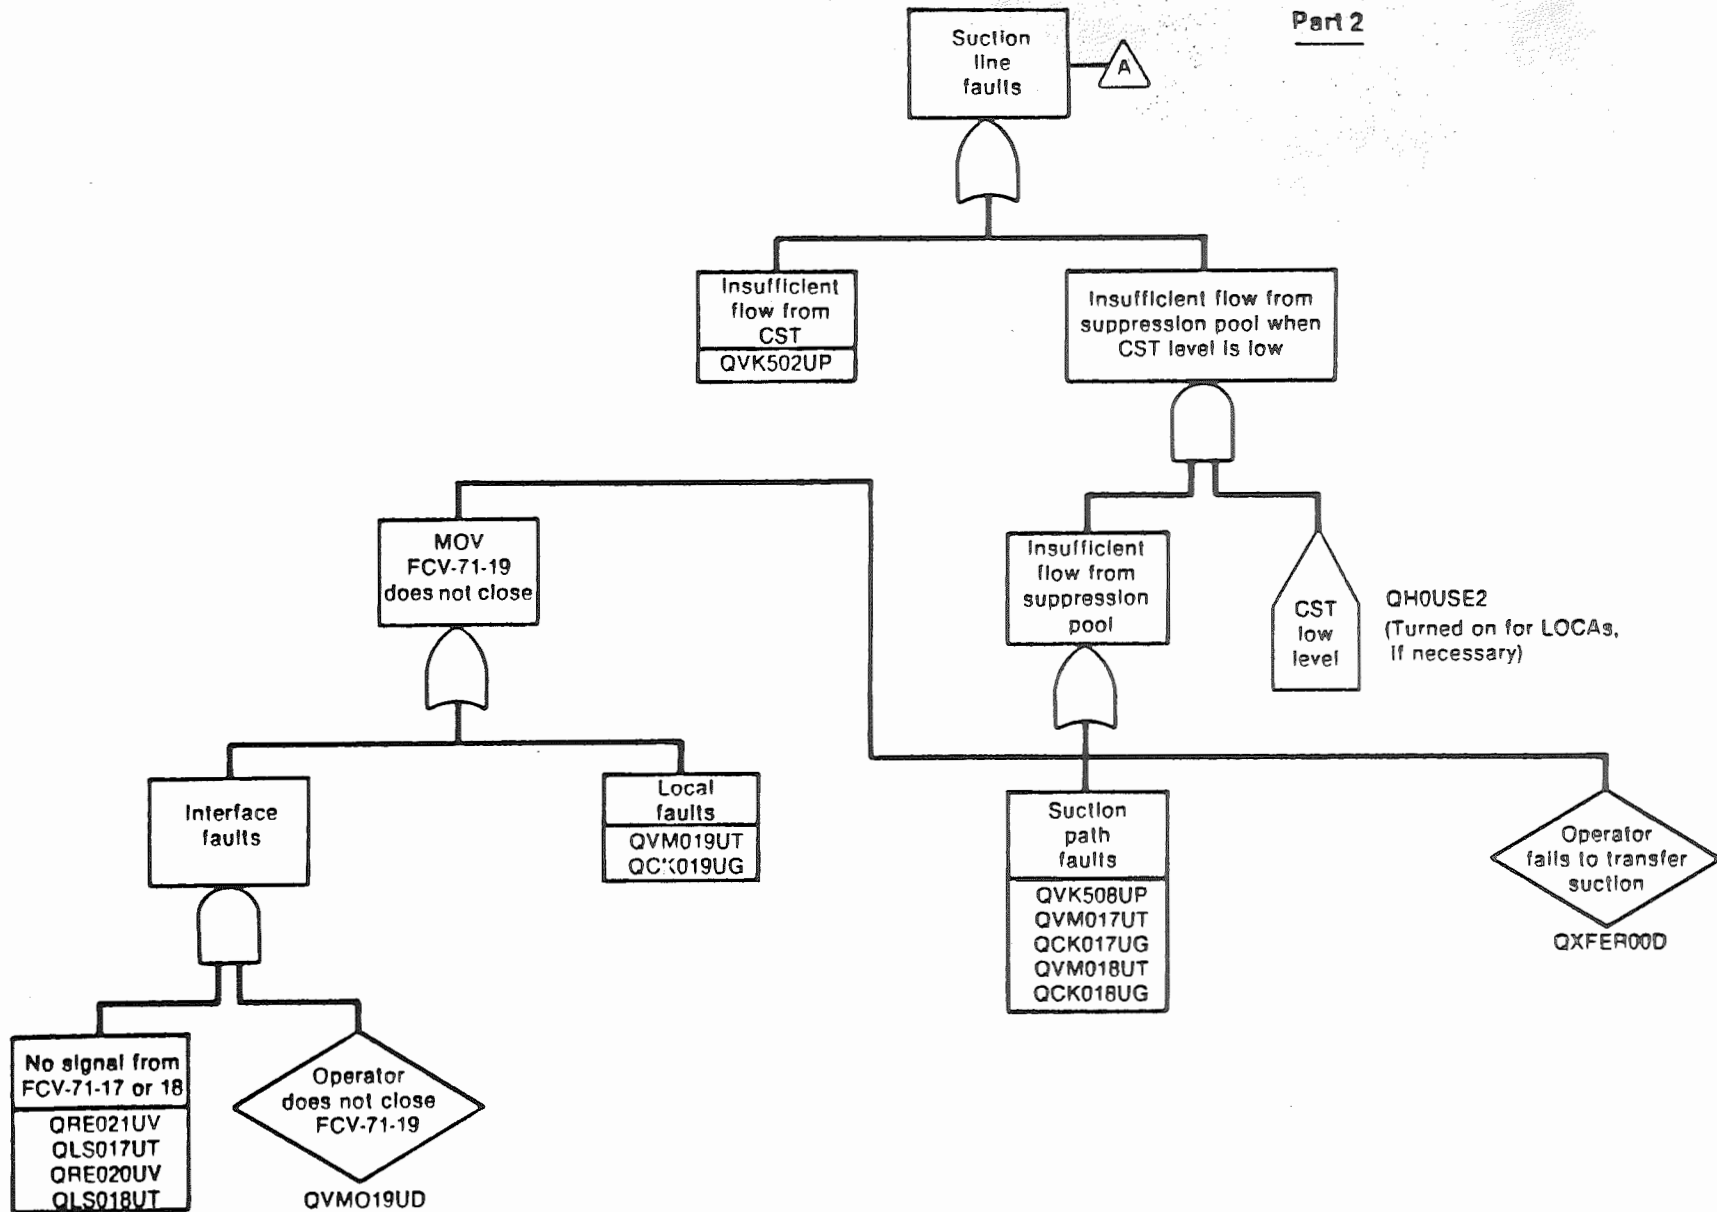 Part 2
Suction
line
faults
A
Insufficient
flow from
CST
QVK502UP
Insufficient flow from
suppression pool when
CST level is low
MOV
FCV-71-19
does not close
Insufficient
flow from
suppression
pool
CST
low
level
QH0USE2
(Turned on for LOCAs,
if necessary)
Interface
faults
Local
faults
QVM019UT
QCK019UG
Suction
path
faults
QVK508UP
QVM017UT
QCK017UG
QVM018UT
QCK018UG
Operator
fails to transfer
suction
QXFER00D
No signal from
FCV-71-17 or 18
QRE021UV
QLS017UT
QRE020UV
QLS018UT
Operator
does not close
FCV-71-19
QVMO19UD